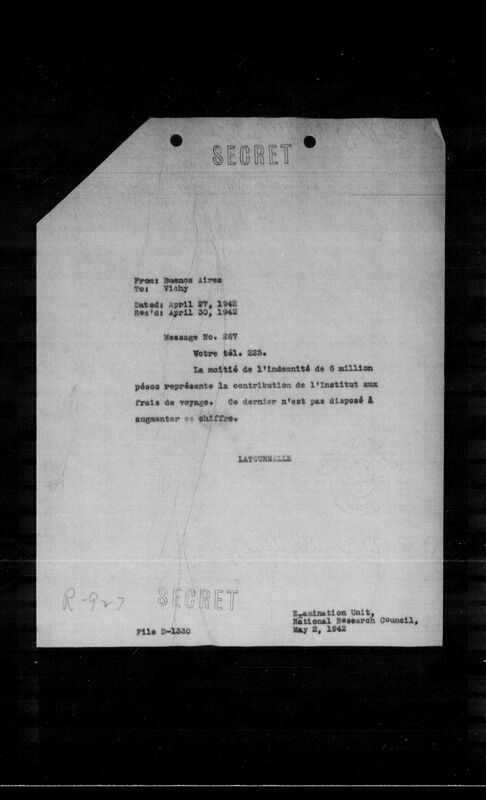 SECRET
From: Buenos Aires
To: Vichy
Dated: April 27, 1942
Rec'd: April 30, 1942
Message No. 267
Votre tél. 223.
La moitié de l'indemnité de 6 million
pésos représente la contribution de l'Institut aux
frais de voyage. Ce dernier n'est pas disposé à
augmenter ce chiffre.
LATOURNELLE
R-927
SECRET
File D-1330
Examination Unit,
National Research Council,
May 2, 1942